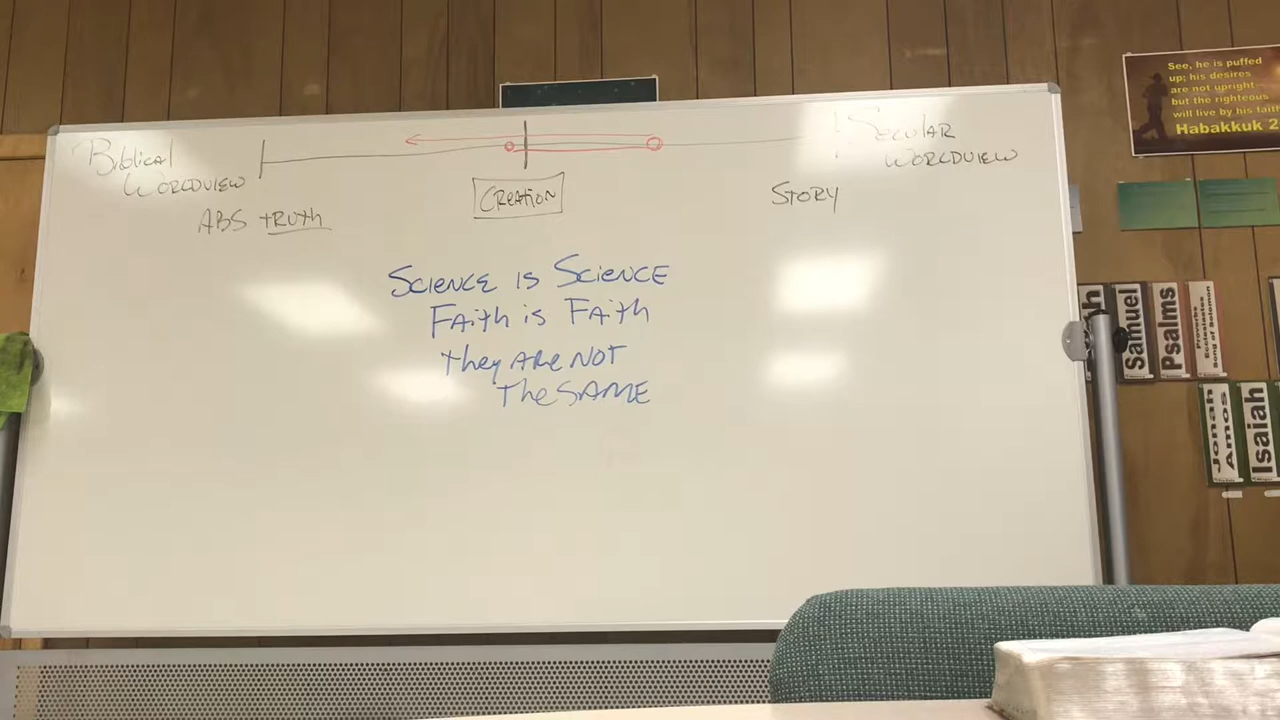 Biblical
WORLDVIEW
ABS tRUth
CREATION
SECULAR
WORLDVIEW
STORY
SCIENCE is SCIENCE
FAith is FAith
they ARE NOT
The SAME
See, he is puffed
up; his desires
are not upright-
but the righteous
will live by his faith
Habakkuk 2
Samuel
Psalms
Proverbs
Ecclesiastes
Song of Solomon
Jonah
Amos
Isaiah